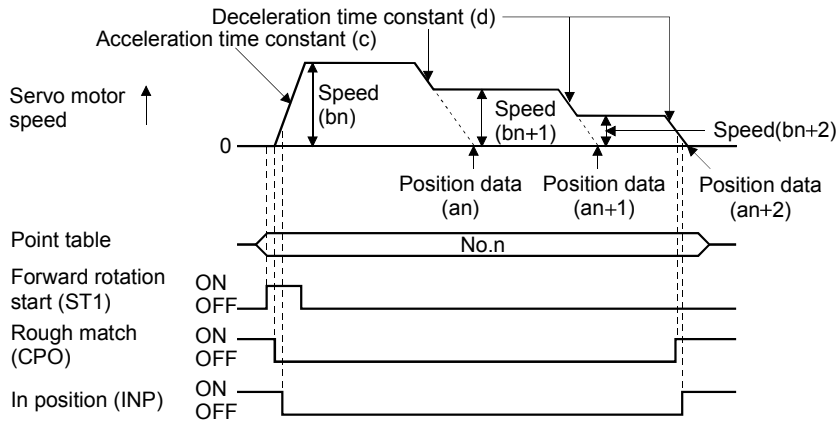 Deceleration time constant (d)
Acceleration time constant (c)
Servo motor
speed
Speed
(bn)
Speed
(bn+1)
Speed(bn+2)
0
Position data
(an)
Position data
(an+1)
Position data
(an+2)
Point table
No.n
Forward rotation
start (ST1)
ON
OFF
Rough match
(CPO)
ON
OFF
In position (INP)
ON
OFF